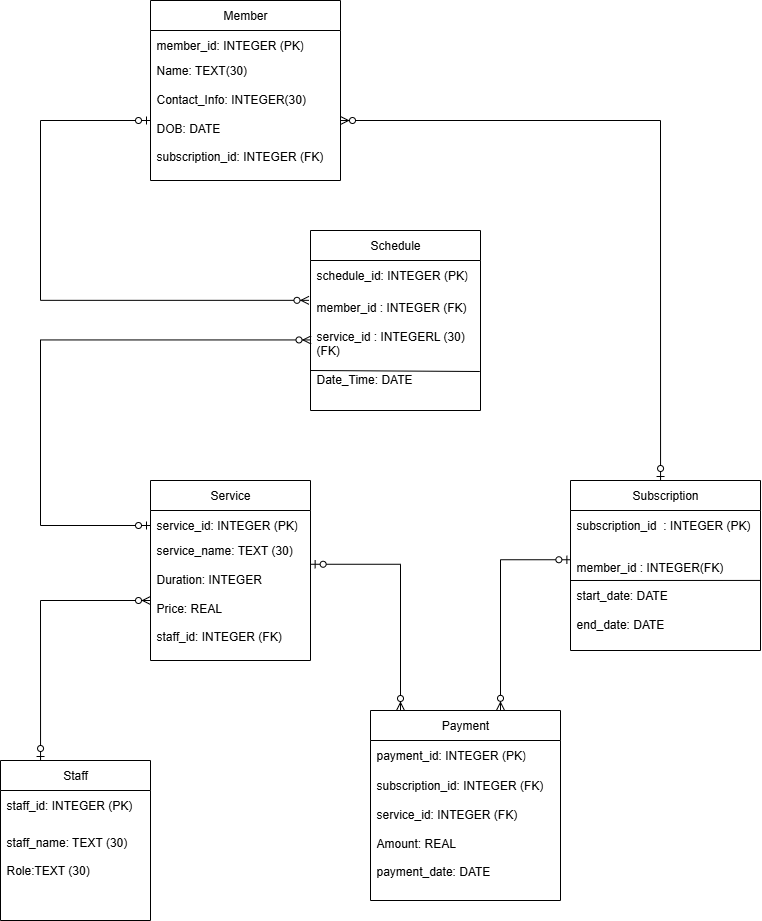 Member
member_id: INTEGER (PK)
Name: TEXT(30)
Contact_Info: INTEGER(30)
DOB: DATE
subscription_id: INTEGER (FK)
Schedule
schedule_id: INTEGER (PK)
member_id : INTEGER (FK)
service_id : INTEGERL (30)
(FK)
Date_Time: DATE
Service
service_id: INTEGER (PK)
service_name: TEXT (30)
Duration: INTEGER
Price: REAL
staff_id: INTEGER (FK)
Subscription
subscription_id  : INTEGER (PK)
member_id : INTEGER(FK)
start_date: DATE
end_date: DATE
Staff
staff_id: INTEGER (PK)
staff_name: TEXT (30)
Role:TEXT (30)
Payment
payment_id: INTEGER (PK)
subscription_id: INTEGER (FK)
service_id: INTEGER (FK)
Amount: REAL
payment_date: DATE